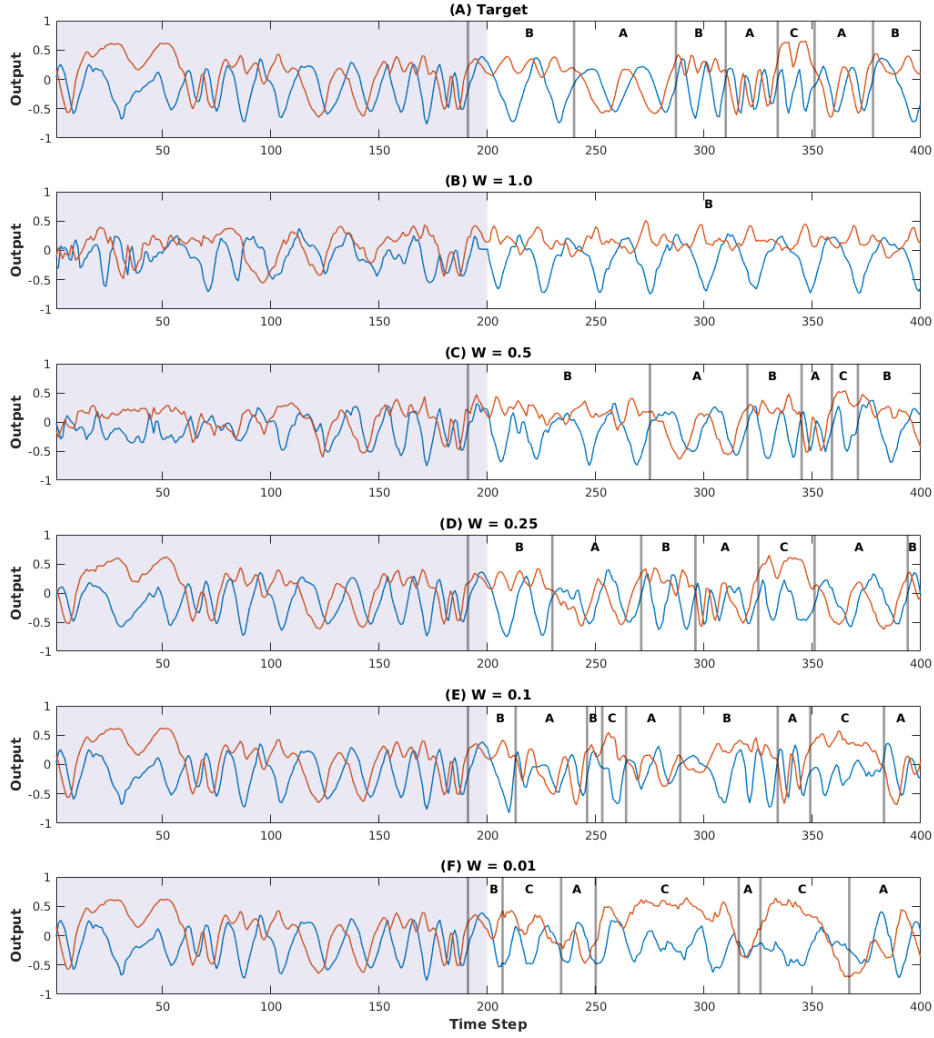 (A) Target
Output
1
0.5
0
-0.5
-1
B A B A C A B
50 100 150 200 250 300 350 400
(B) W = 1.0
Output
1
0.5
0
-0.5
-1
B
50 100 150 200 250 300 350 400
(C) W = 0.5
Output
1
0.5
0
-0.5
-1
B A B A C B
50 100 150 200 250 300 350 400
(D) W = 0.25
Output
1
0.5
0
-0.5
-1
B A B A C A B
50 100 150 200 250 300 350 400
(E) W = 0.1
Output
1
0.5
0
-0.5
-1
B A B C A B A C A
50 100 150 200 250 300 350 400
(F) W = 0.01
Output
1
0.5
0
-0.5
-1
B C A C A C A
50 100 150 200 250 300 350 400
Time Step